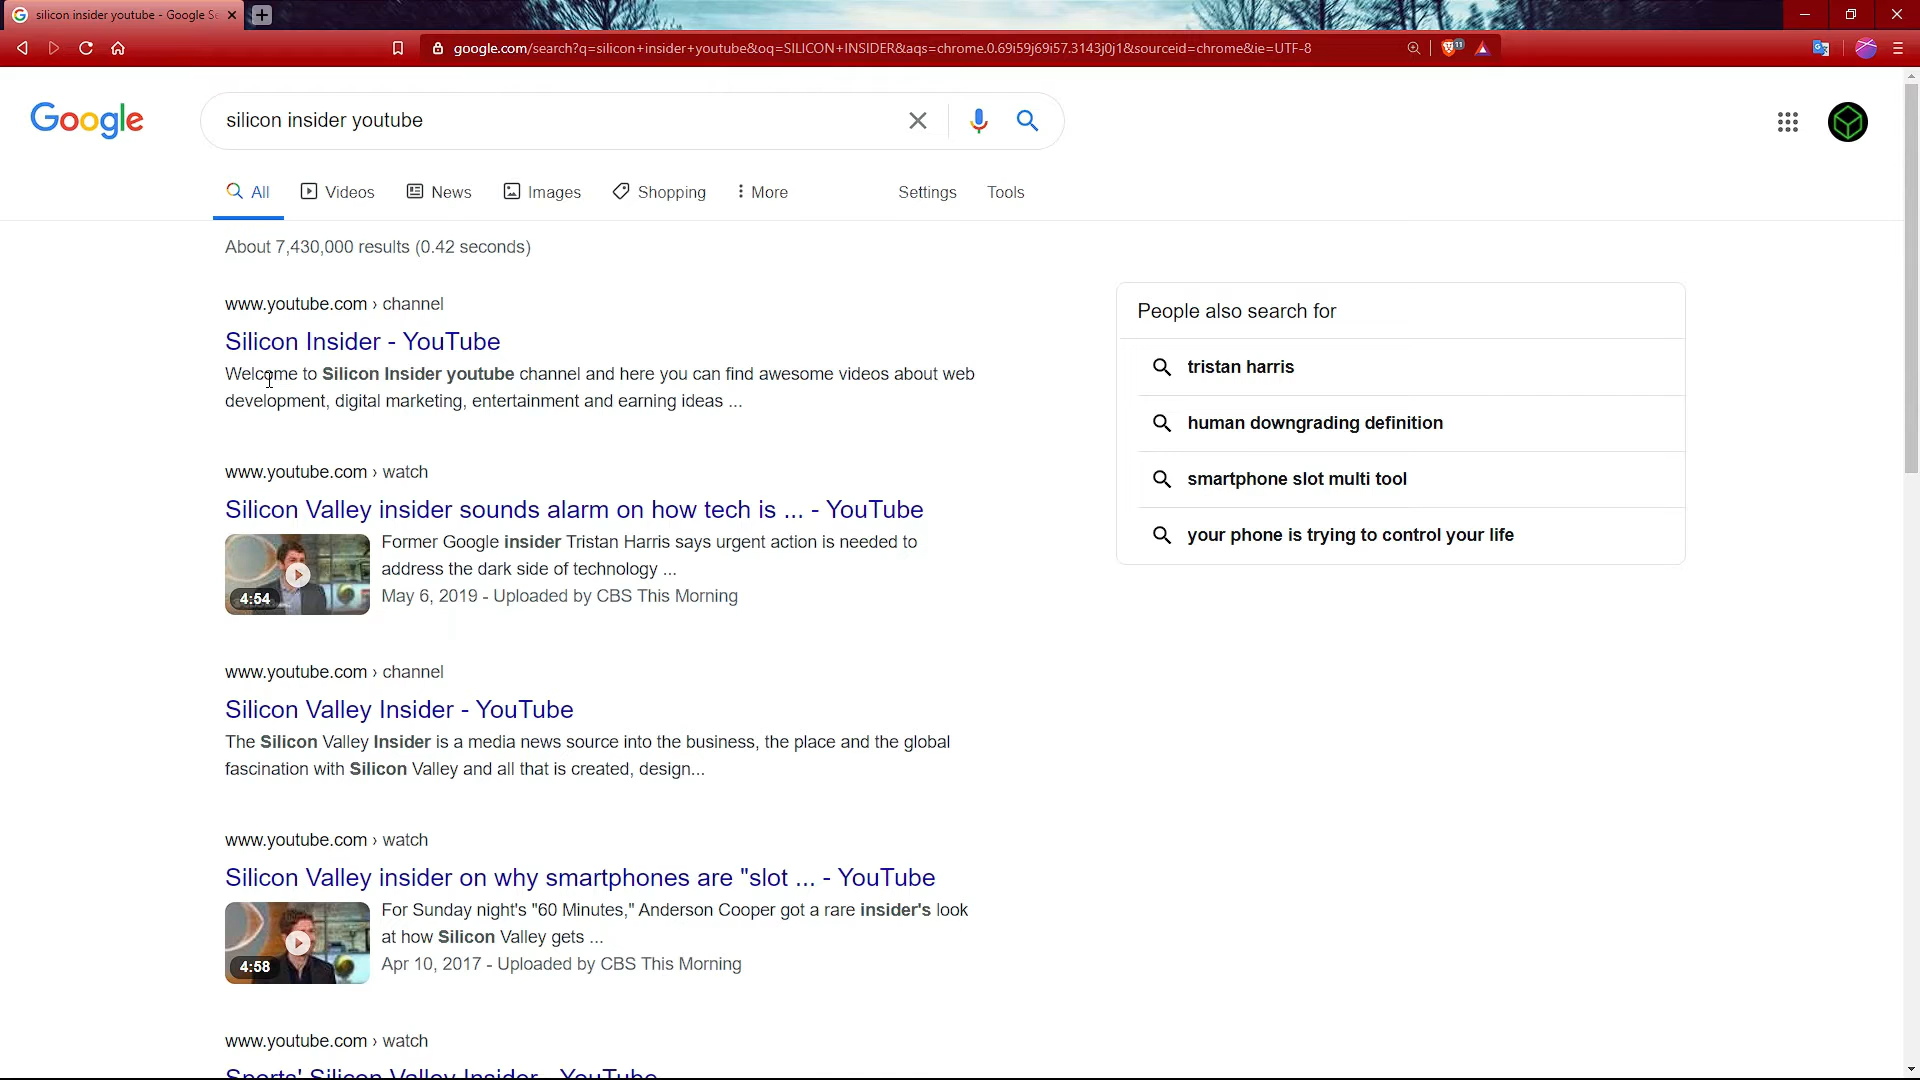 silicon insider youtube - Google Se
google.com/search?q=silicon+insider+youtube&oq=SILICON+INSIDER&aqs=chrome.0.69i59j69i57.3143j0j1&sourceid=chrome&ie=UTF-8
11
Google
silicon insider youtube
All Videos News Images Shopping More Settings Tools
About 7,430,000 results (0.42 seconds)
www.youtube.com › channel
Silicon Insider - YouTube
Welcome to Silicon Insider youtube channel and here you can find awesome videos about web
development, digital marketing, entertainment and earning ideas ...
www.youtube.com › watch
Silicon Valley insider sounds alarm on how tech is ... - YouTube
4:54
Former Google insider Tristan Harris says urgent action is needed to
address the dark side of technology ...
May 6, 2019 - Uploaded by CBS This Morning
www.youtube.com › channel
Silicon Valley Insider - YouTube
The Silicon Valley Insider is a media news source into the business, the place and the global
fascination with Silicon Valley and all that is created, design...
www.youtube.com › watch
Silicon Valley insider on why smartphones are "slot ... - YouTube
4:58
For Sunday night's "60 Minutes," Anderson Cooper got a rare insider's look
at how Silicon Valley gets ...
Apr 10, 2017 - Uploaded by CBS This Morning
www.youtube.com › watch
Sports' Silicon Valley Insider - YouTube
People also search for
tristan harris
human downgrading definition
smartphone slot multi tool
your phone is trying to control your life